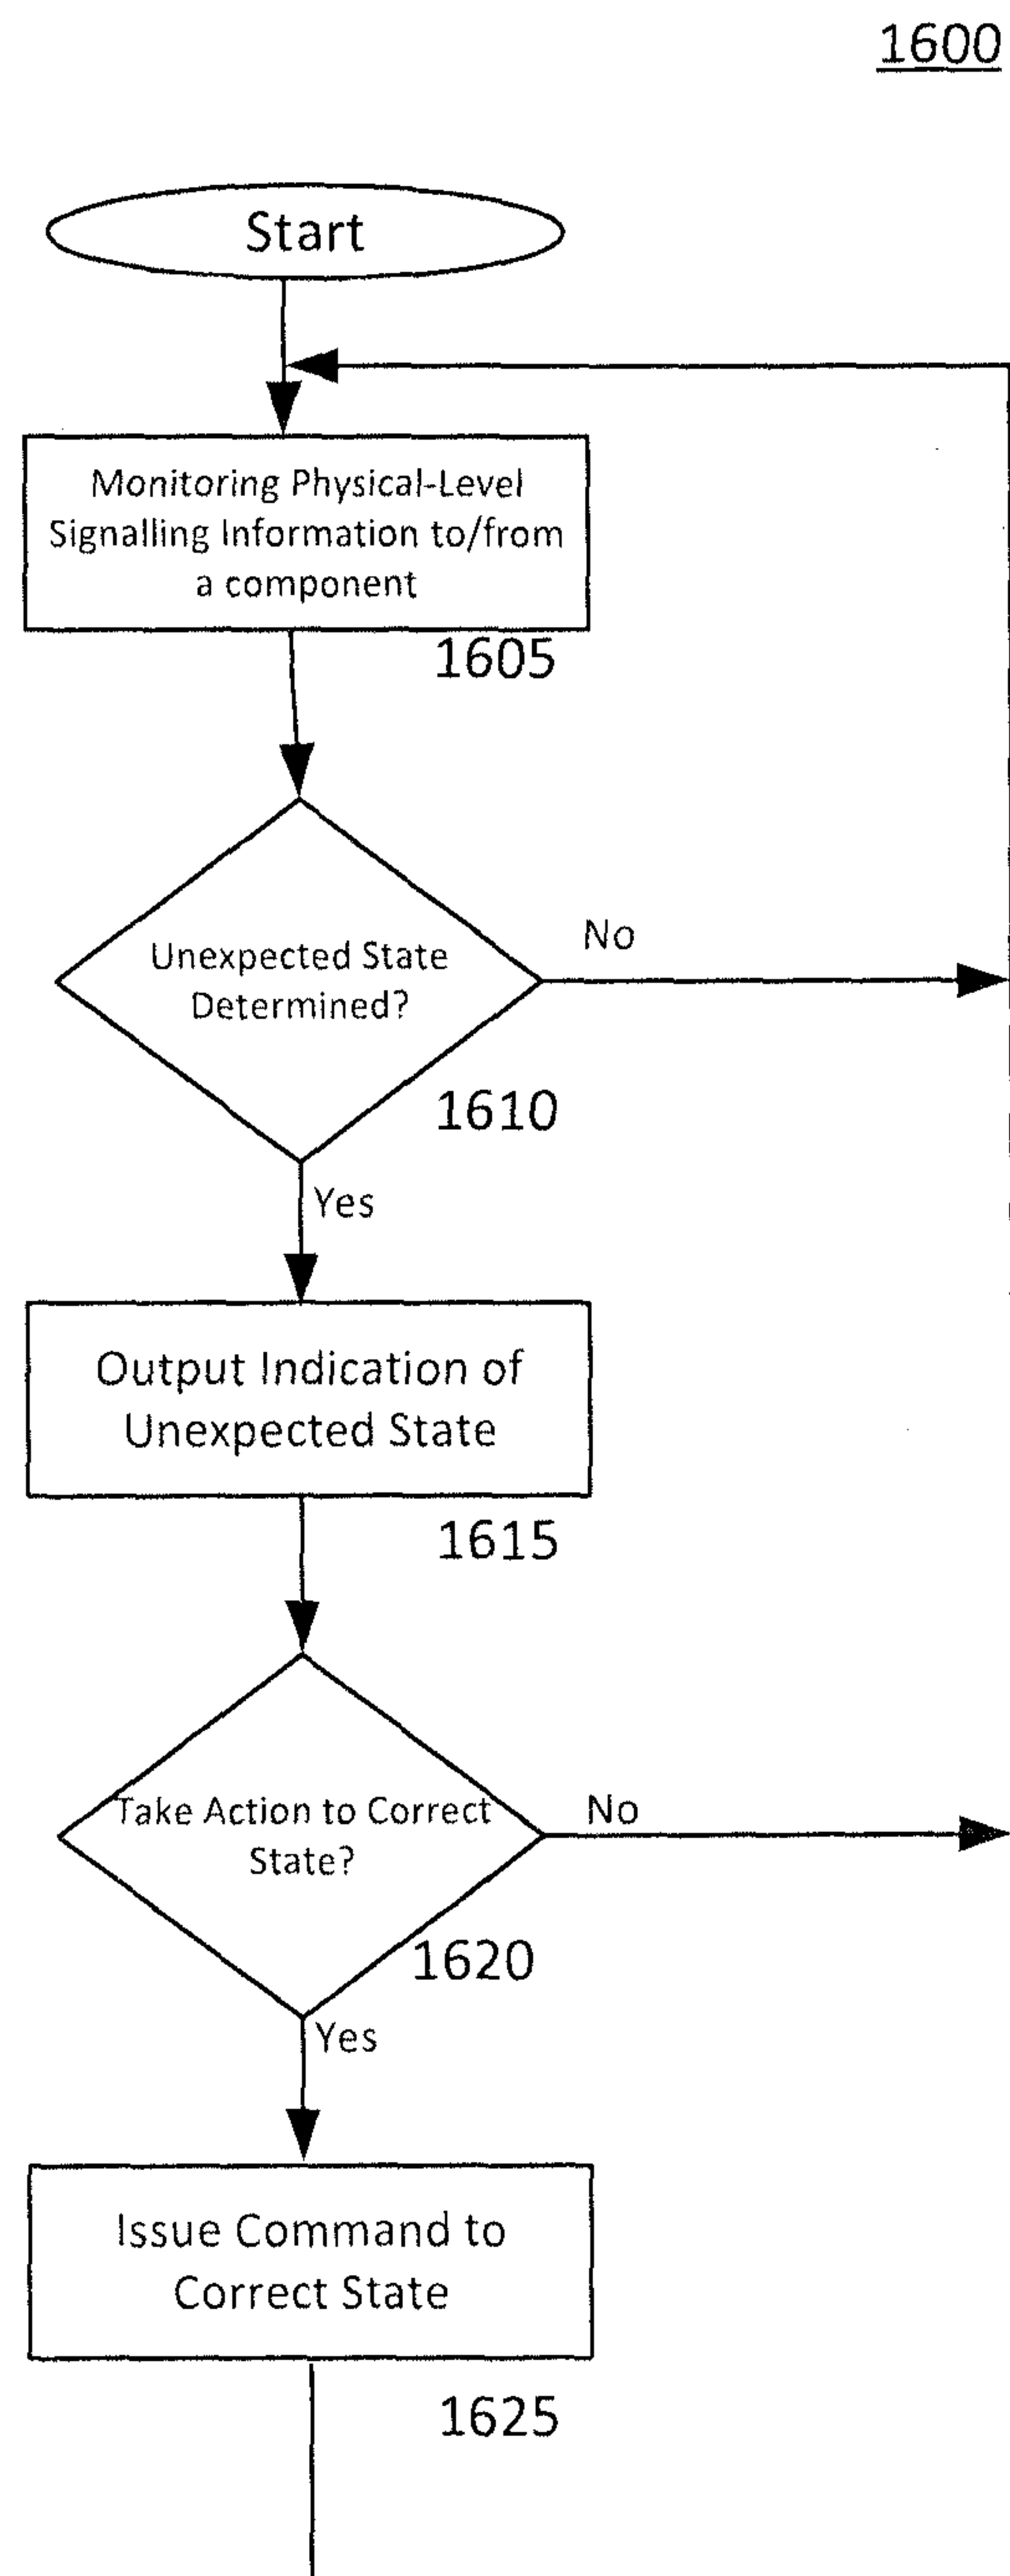 1600
Start
Monitoring Physical-Level
Signalling Information to/from
a component
1605
Unexpected State
Determined?
No
1610
Yes
Output Indication of
Unexpected State
1615
Take Action to Correct
State?
No
1620
Yes
Issue Command to
Correct State
1625